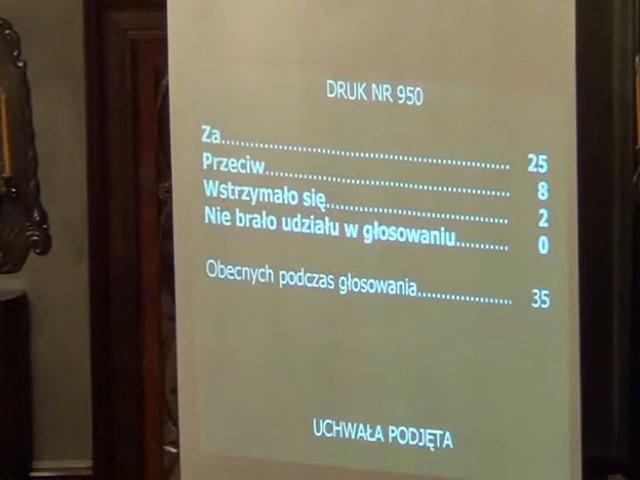 DRUK NR 950
Za.................................................... 25
Przeciw............................................ 8
Wstrzymało się................................. 2
Nie brało udziału w głosowaniu.......... 0
Obecnych podczas głosowania.................. 35
UCHWAŁA PODJĘTA